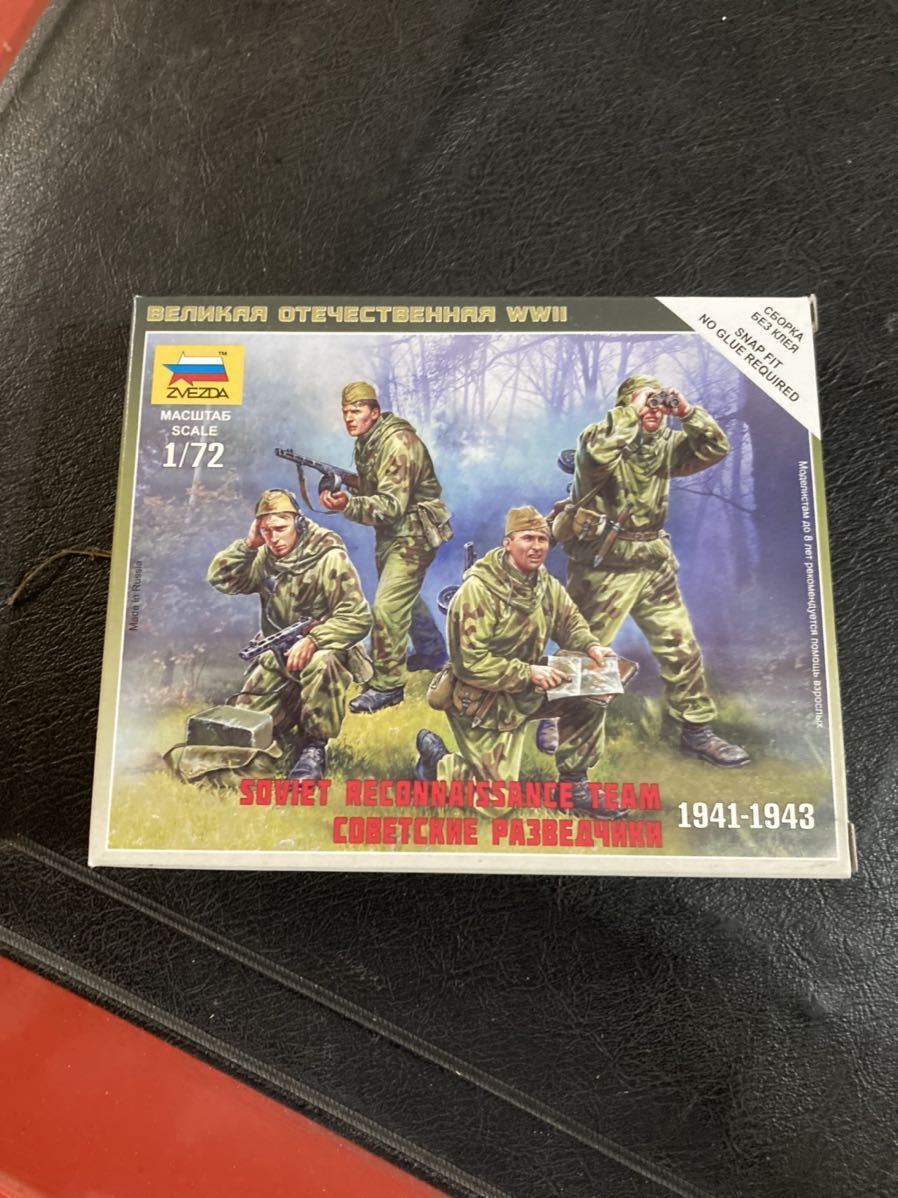 ВЕЛИКАЯ ОТЕЧЕСТВЕННАЯ WWII
СБОРКА
БЕЗ КЛЕЯ
SNAP FIT
NO GLUE REQUIRED
™
ZVEZDA
МАСШТАБ
SCALE
1/72
Made in Russia
Моделистам до 8 лет рекомендуется помощь взрослых
SOVIET RECONNAISSANCE TEAM
СОВЕТСКИЕ РАЗВЕДЧИКИ
1941-1943